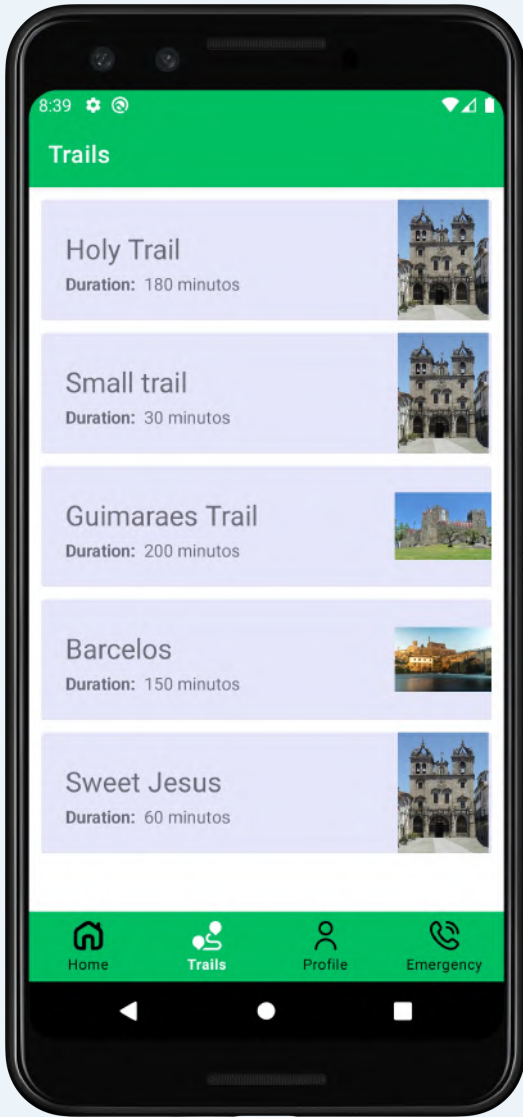 8:39
Trails
Holy Trail
Duration: 180 minutos
Small trail
Duration: 30 minutos
Guimaraes Trail
Duration: 200 minutos
Barcelos
Duration: 150 minutos
Sweet Jesus
Duration: 60 minutos
Home Trails Profile Emergency